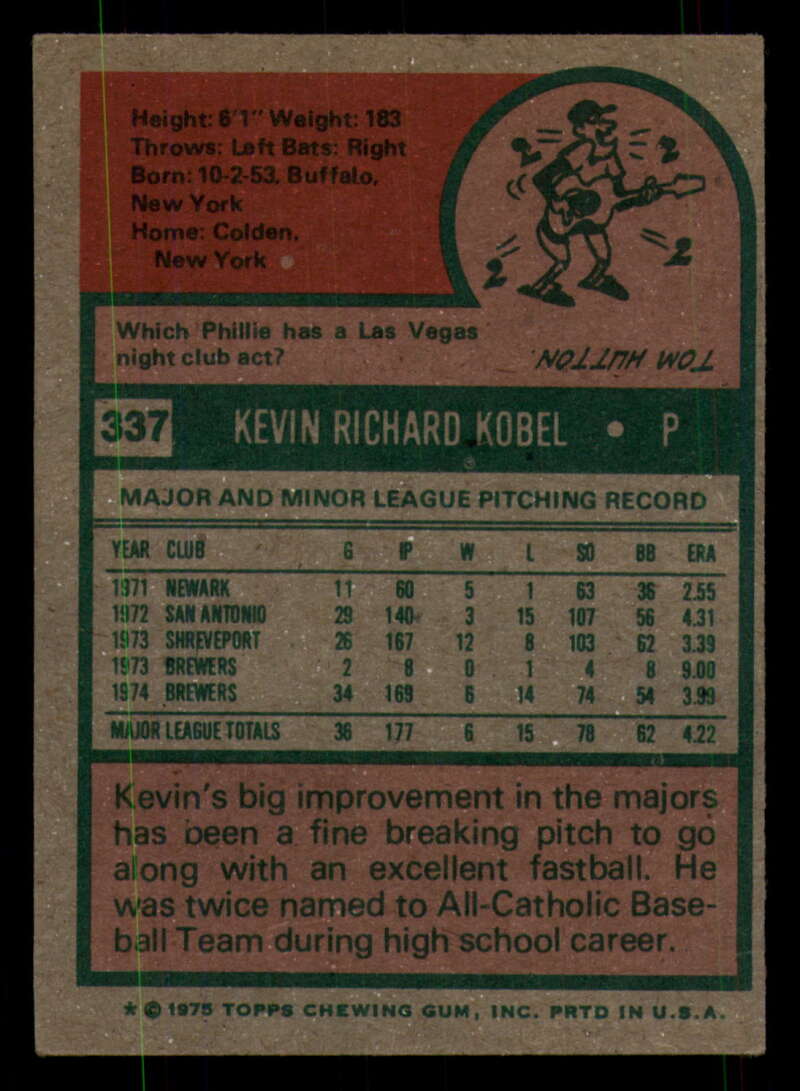 Height: 6'1" Weight: 183
Throws: Left Bats: Right
Born: 10-2-53, Buffalo,
New York
Home: Colden,
New York
2 2
2 2
Which Phillie has a Las Vegas
night club act?
TOM HUTTON
337 KEVIN RICHARD KOBEL • P
MAJOR AND MINOR LEAGUE PITCHING RECORD
YEAR CLUB G IP W L SO BB ERA
1971 NEWARK 11 60 5 1 63 36 2.55
1972 SAN ANTONIO 29 140 3 15 107 56 4.31
1973 SHREVEPORT 26 167 12 8 103 62 3.39
1973 BREWERS 2 8 0 1 4 8 9.00
1974 BREWERS 34 169 6 14 74 54 3.99
MAJOR LEAGUE TOTALS 36 177 6 15 78 62 4.22
Kevin's big improvement in the majors
has been a fine breaking pitch to go
along with an excellent fastball. He
was twice named to All-Catholic Base-
ball Team during high school career.
* © 1975 TOPPS CHEWING GUM, INC. PRTD IN U.S.A.